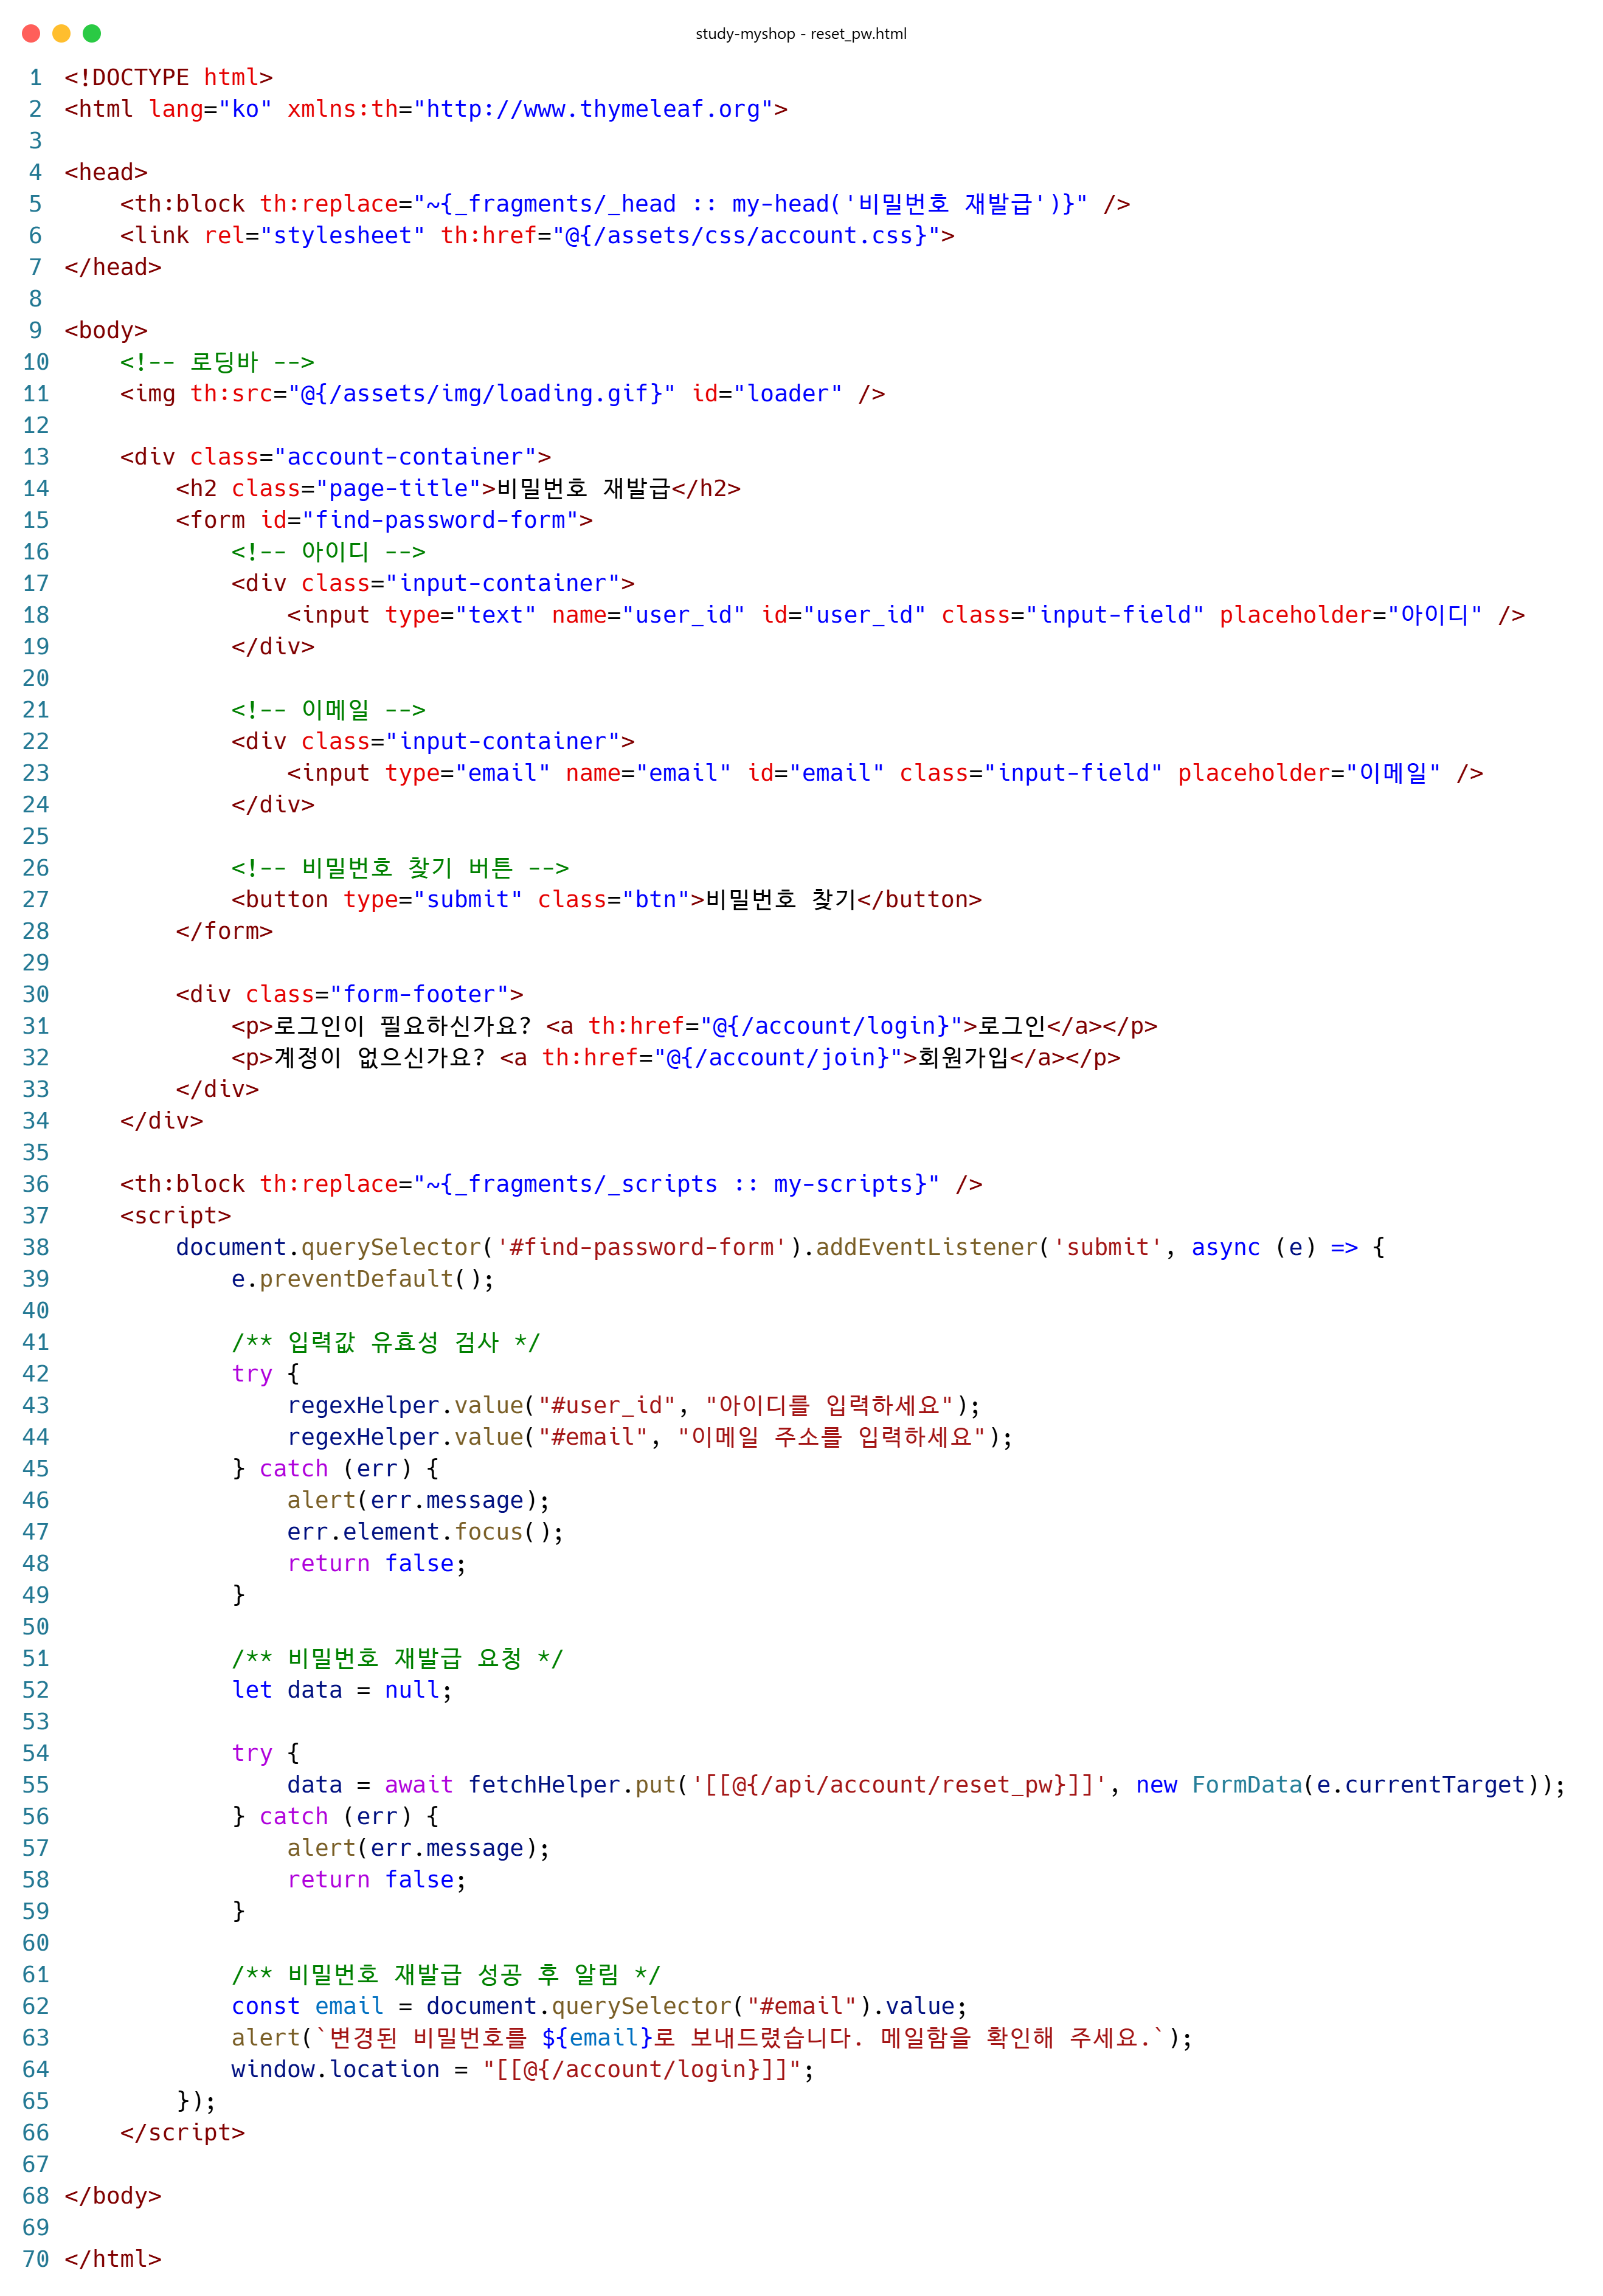 study-myshop - reset_pw.html
1 <!DOCTYPE html>
2 <html lang="ko" xmlns:th="http://www.thymeleaf.org">
3
4 <head>
5     <th:block th:replace="~{_fragments/_head :: my-head('비밀번호 재발급')}" />
6     <link rel="stylesheet" th:href="@{/assets/css/account.css}">
7 </head>
8
9 <body>
10     <!-- 로딩바 -->
11     <img th:src="@{/assets/img/loading.gif}" id="loader" />
12
13     <div class="account-container">
14         <h2 class="page-title">비밀번호 재발급</h2>
15         <form id="find-password-form">
16             <!-- 아이디 -->
17             <div class="input-container">
18                 <input type="text" name="user_id" id="user_id" class="input-field" placeholder="아이디" />
19             </div>
20
21             <!-- 이메일 -->
22             <div class="input-container">
23                 <input type="email" name="email" id="email" class="input-field" placeholder="이메일" />
24             </div>
25
26             <!-- 비밀번호 찾기 버튼 -->
27             <button type="submit" class="btn">비밀번호 찾기</button>
28         </form>
29
30         <div class="form-footer">
31             <p>로그인이 필요하신가요? <a th:href="@{/account/login}">로그인</a></p>
32             <p>계정이 없으신가요? <a th:href="@{/account/join}">회원가입</a></p>
33         </div>
34     </div>
35
36     <th:block th:replace="~{_fragments/_scripts :: my-scripts}" />
37     <script>
38         document.querySelector('#find-password-form').addEventListener('submit', async (e) => {
39             e.preventDefault();
40
41             /** 입력값 유효성 검사 */
42             try {
43                 regexHelper.value("#user_id", "아이디를 입력하세요");
44                 regexHelper.value("#email", "이메일 주소를 입력하세요");
45             } catch (err) {
46                 alert(err.message);
47                 err.element.focus();
48                 return false;
49             }
50
51             /** 비밀번호 재발급 요청 */
52             let data = null;
53
54             try {
55                 data = await fetchHelper.put('[[@{/api/account/reset_pw}]]', new FormData(e.currentTarget));
56             } catch (err) {
57                 alert(err.message);
58                 return false;
59             }
60
61             /** 비밀번호 재발급 성공 후 알림 */
62             const email = document.querySelector("#email").value;
63             alert(`변경된 비밀번호를 ${email}로 보내드렸습니다. 메일함을 확인해 주세요.`);
64             window.location = "[[@{/account/login}]]";
65         });
66     </script>
67
68 </body>
69
70 </html>